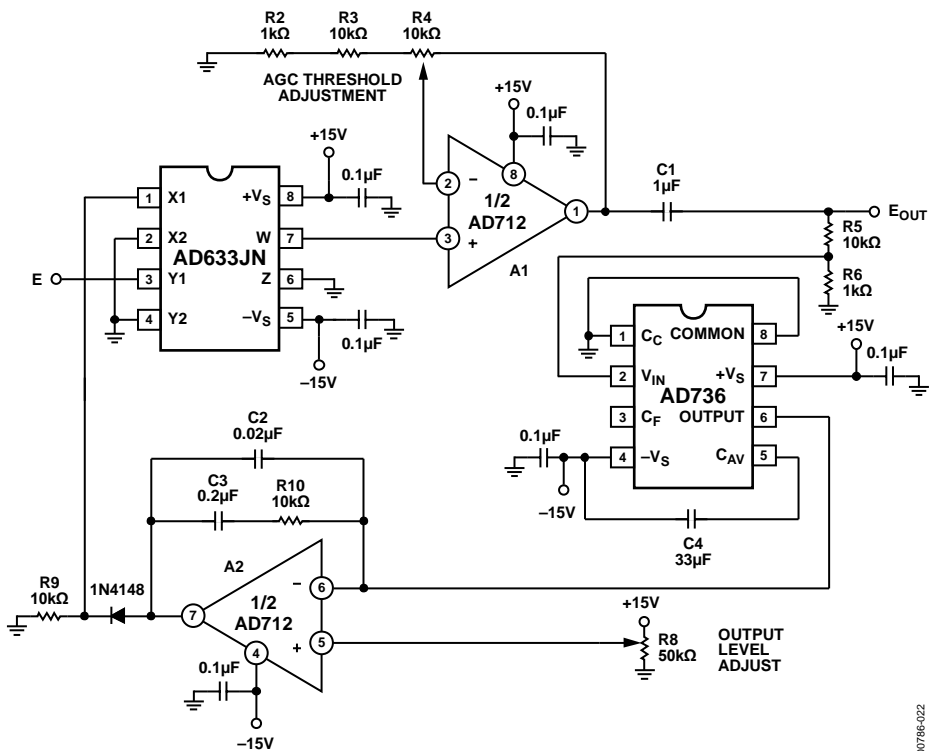 R2
1kΩ
R3
10kΩ
R4
10kΩ
AGC THRESHOLD
ADJUSTMENT
+15V
0.1µF
+15V
0.1µF
1 X1
2 X2
3 Y1
4 Y2
+VS 8
W 7
Z 6
–VS 5
AD633JN
E
0.1µF
–15V
2 –
3 +
8
1
1/2
AD712
A1
C1
1µF
EOUT
R5
10kΩ
R6
1kΩ
1 CC
2 VIN
3 CF
4 –VS
COMMON 8
+VS 7
OUTPUT 6
CAV 5
AD736
+15V
0.1µF
0.1µF
–15V
C4
33µF
C2
0.02µF
C3
0.2µF
R10
10kΩ
A2
R9
10kΩ
1N4148
7
1/2
AD712
– 6
+ 5
4
0.1µF
–15V
+15V
R8
50kΩ
OUTPUT
LEVEL
ADJUST
00786-022